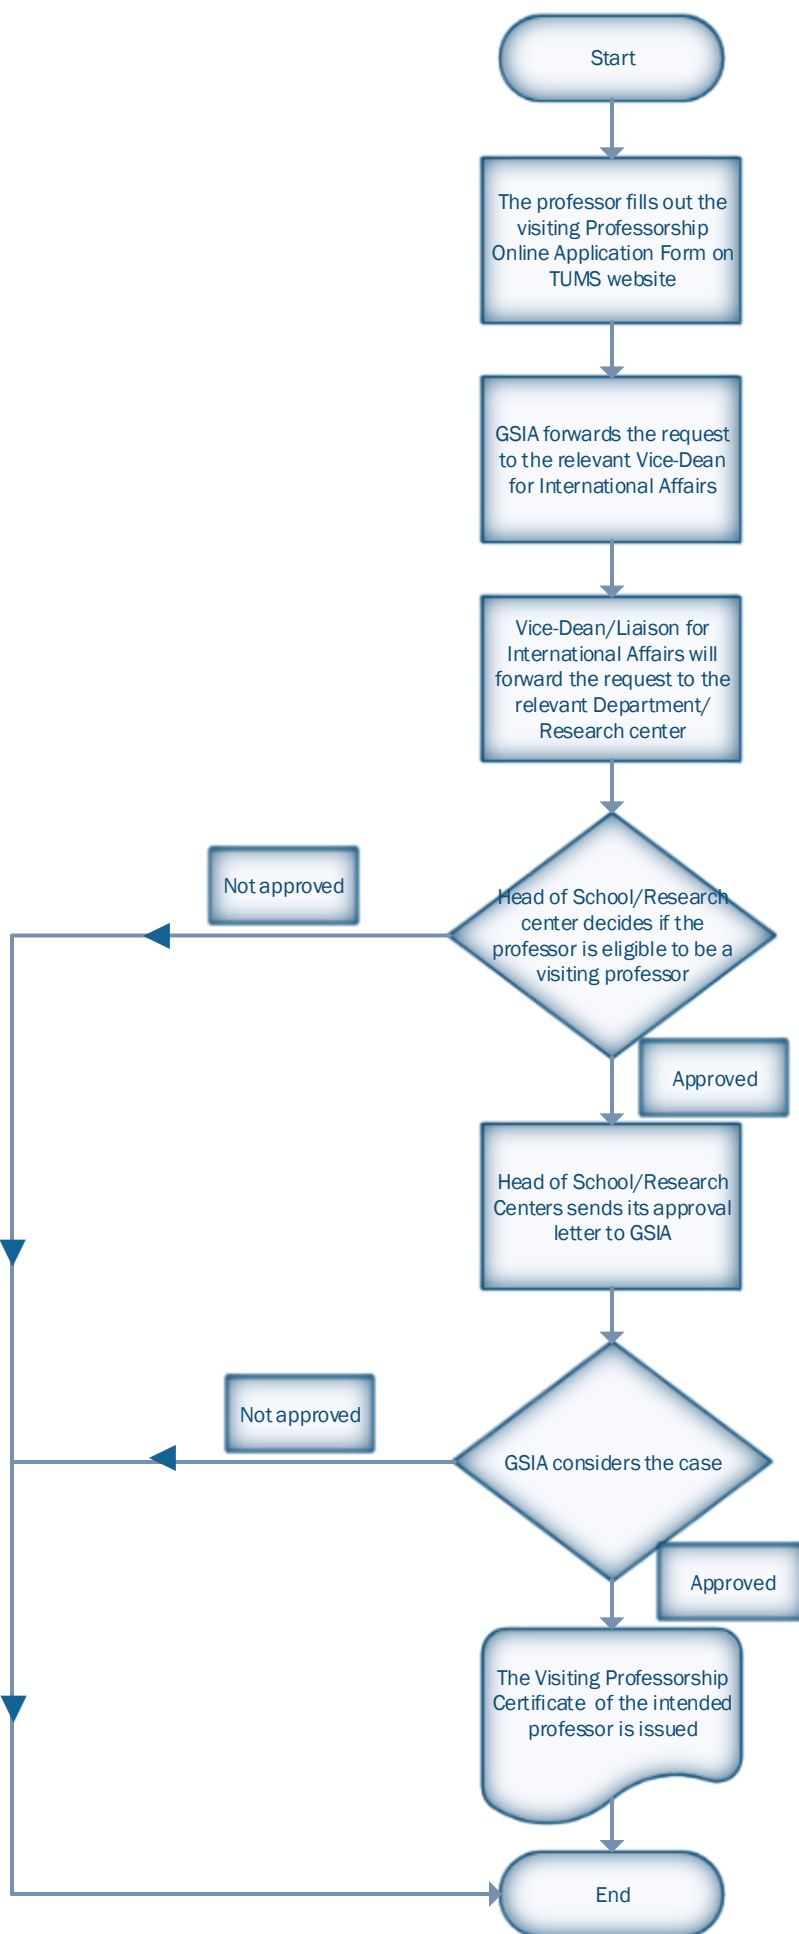 Start
The professor fills out the
visiting Professorship
Online Application Form on
TUMS website
GSIA forwards the request
to the relevant Vice-Dean
for International Affairs
Vice-Dean/Liaison for
International Affairs will
forward the request to the
relevant Department/
Research center
Not approved
Head of School/Research
center decides if the
professor is eligible to be a
visiting professor
Approved
Head of School/Research
Centers sends its approval
letter to GSIA
Not approved
GSIA considers the case
Approved
The Visiting Professorship
Certificate of the intended
professor is issued
End